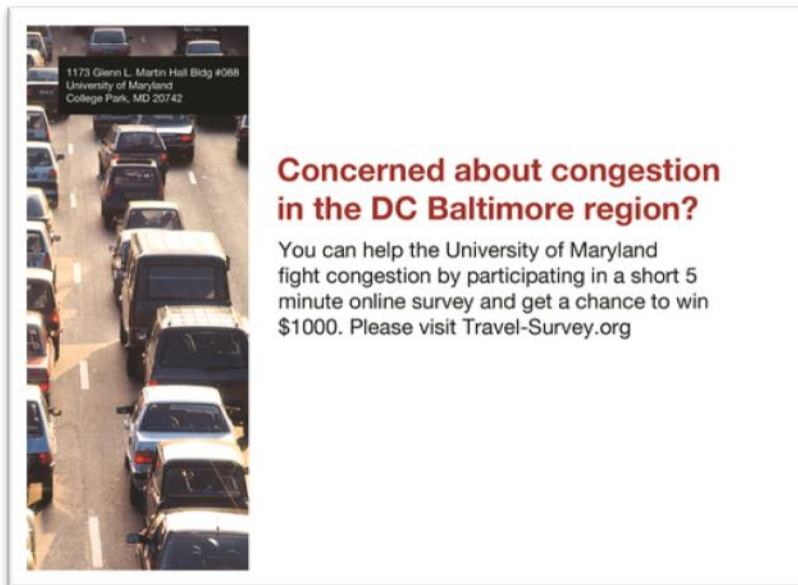 1173 Glenn L. Martin Hall Bldg #088
University of Maryland
College Park, MD 20742
Concerned about congestion
in the DC Baltimore region?
You can help the University of Maryland
fight congestion by participating in a short 5
minute online survey and get a chance to win
$1000. Please visit Travel-Survey.org